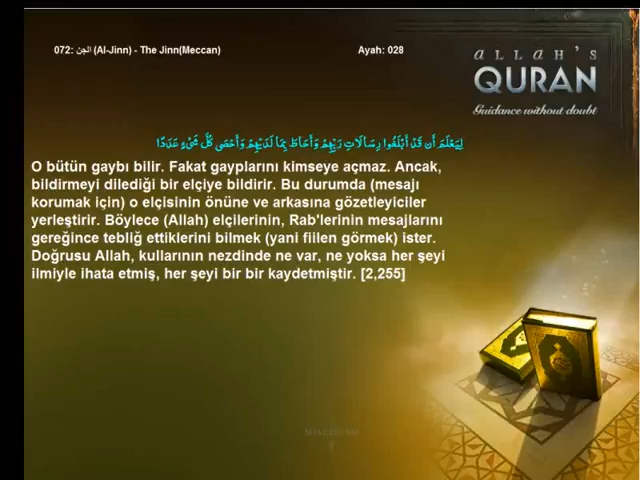 072: الجن (Al-Jinn) - The Jinn(Meccan) Ayah: 028
ALLAH'S
QURAN
Guidance without doubt
لِيَعْلَمَ أَن قَدْ أَبْلَغُوا رِسَالَاتِ رَبِّهِمْ وَأَحَاطَ بِمَا لَدَيْهِمْ وَأَحْصَى كُلَّ شَيْءٍ عَدَدًا
O bütün gaybı bilir. Fakat gayplarını kimseye açmaz. Ancak,
bildirmeyi dilediği bir elçiye bildirir. Bu durumda (mesajı
korumak için) o elçisinin önüne ve arkasına gözetleyiciler
yerleştirir. Böylece (Allah) elçilerinin, Rab'lerinin mesajlarını
gereğince tebliğ ettiklerini bilmek (yani fiilen görmek) ister.
Doğrusu Allah, kullarının nezdinde ne var, ne yoksa her şeyi
ilmiyle ihata etmiş, her şeyi bir bir kaydetmiştir. [2,255]